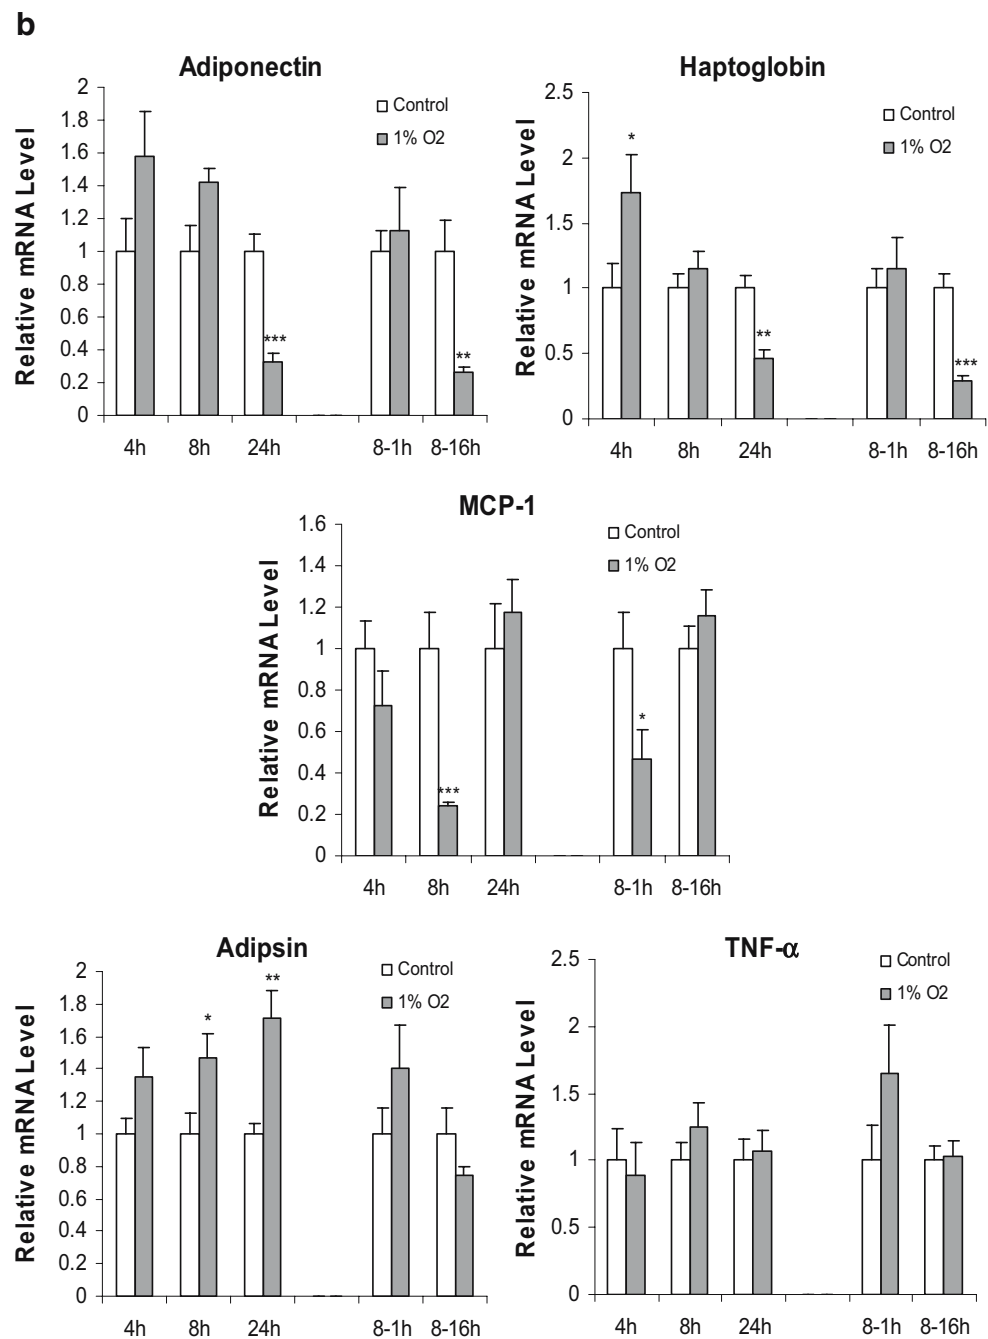 b
Adiponectin
Relative mRNA Level
2
1.8
1.6
1.4
1.2
1
0.8
0.6
0.4
0.2
0
Control
1% O2
***
**
4h 8h 24h 8-1h 8-16h
Haptoglobin
Relative mRNA Level
2.5
2
1.5
1
0.5
0
Control
1% O2
*
**
***
4h 8h 24h 8-1h 8-16h
MCP-1
Relative mRNA Level
1.6
1.4
1.2
1
0.8
0.6
0.4
0.2
0
Control
1% O2
***
*
4h 8h 24h 8-1h 8-16h
Adipsin
Relative mRNA Level
2
1.8
1.6
1.4
1.2
1
0.8
0.6
0.4
0.2
0
Control
1% O2
*
**
4h 8h 24h 8-1h 8-16h
TNF-α
Relative mRNA Level
2.5
2
1.5
1
0.5
0
Control
1% O2
4h 8h 24h 8-1h 8-16h